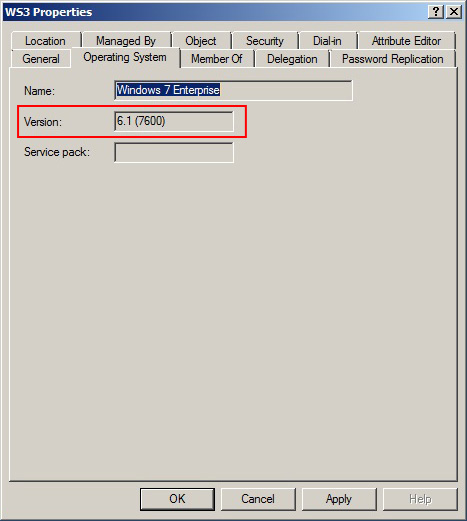 WS3 Properties
Location Managed By Object Security Dial-in Attribute Editor
General Operating System Member Of Delegation Password Replication
Name: Windows 7 Enterprise
Version: 6.1 (7600)
Service pack:
OK Cancel Apply Help